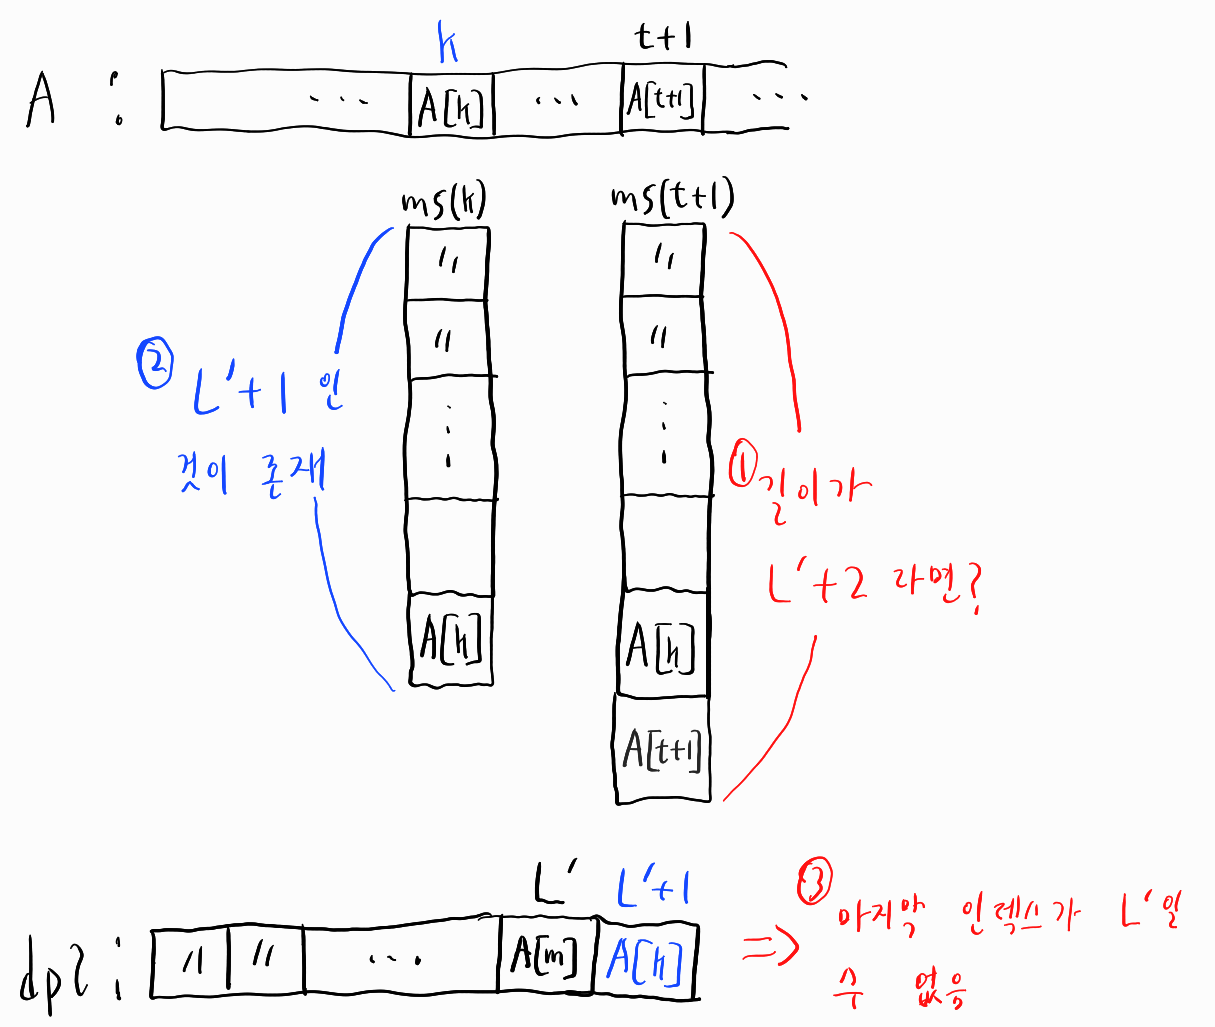 k t+1
A : ... A[k] ... A[t+1] ...
ms(k) ms(t+1)
〃 〃
〃 〃
② L'+1 인
것이 존재
① 길이가
L'+2 라면?
A[k] A[k]
A[t+1]
L' L'+1
dp2 : 〃 〃 ... A[m] A[k]
=> ③ 마지막 인덱스가 L'일
수 없음